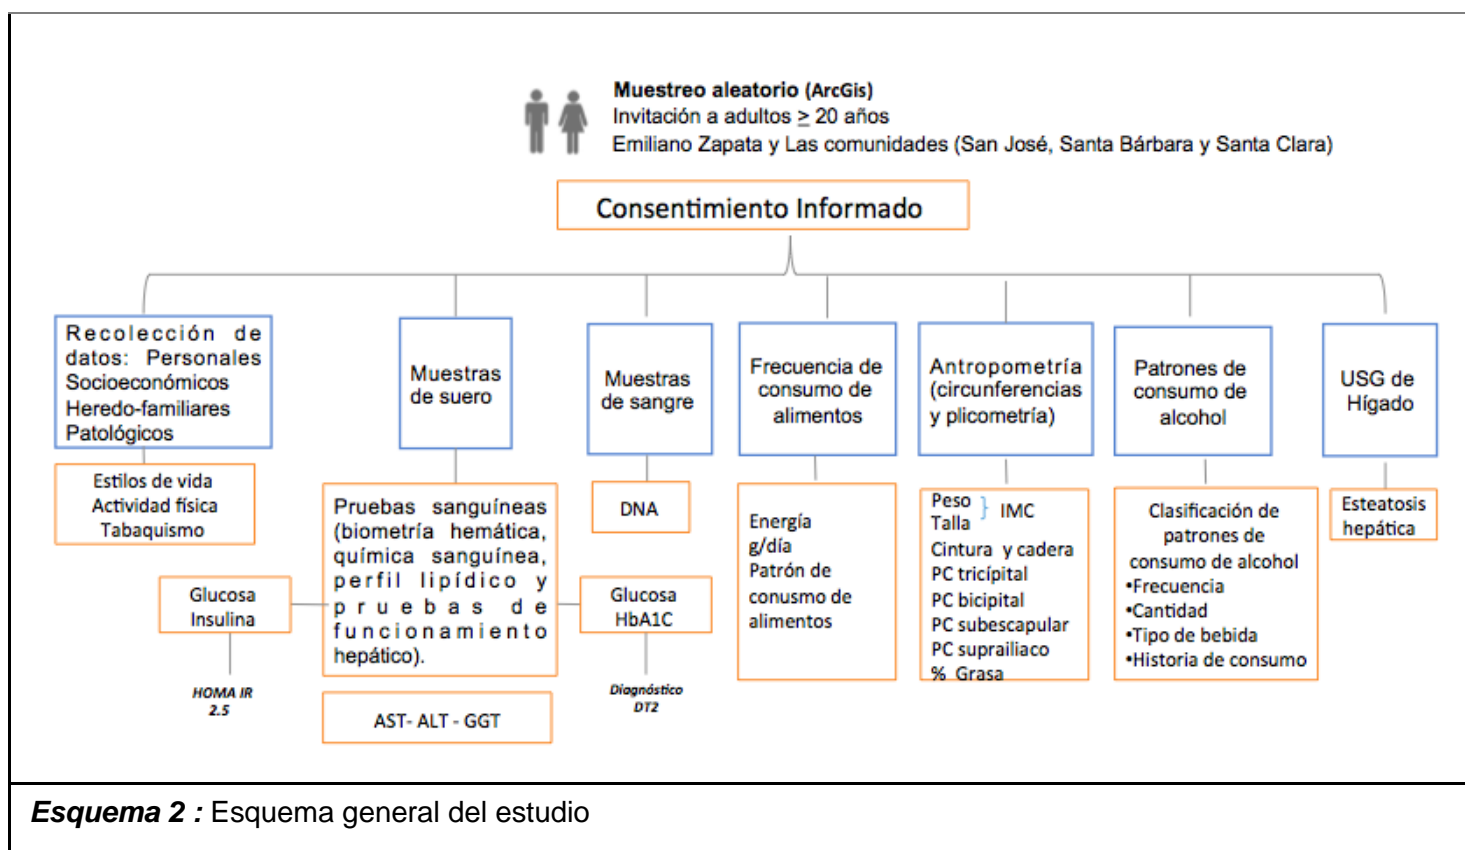 Muestreo aleatorio (ArcGis)
Invitación a adultos ≥ 20 años
Emiliano Zapata y Las comunidades (San José, Santa Bárbara y Santa Clara)
Consentimiento Informado
Recolección de
datos: Personales
Socioeconómicos
Heredo-familiares
Patológicos
Estilos de vida
Actividad física
Tabaquismo
Muestras
de suero
Pruebas sanguíneas
(biometría hemática,
química sanguínea,
perfil lipídico y
pruebas de
funcionamiento
hepático).
Glucosa
Insulina
HOMA IR
2.5
Glucosa
HbA1C
Diagnóstico
DT2
AST- ALT - GGT
Muestras
de sangre
DNA
Frecuencia de
consumo de
alimentos
Energía
g/día
Patrón de
conusmo de
alimentos
Antropometría
(circunferencias
y plicometría)
Peso
Talla
} IMC
Cintura y cadera
PC tricípital
PC bicipital
PC subescapular
PC suprailiaco
% Grasa
Patrones de
consumo de
alcohol
Clasificación de
patrones de
consumo de alcohol
•Frecuencia
•Cantidad
•Tipo de bebida
•Historia de consumo
USG de
Hígado
Esteatosis
hepática
Esquema 2 : Esquema general del estudio